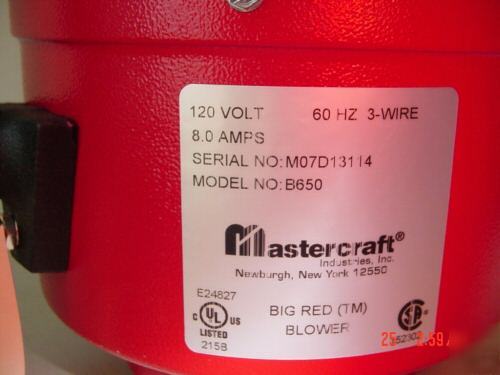 120 VOLT 60 HZ 3-WIRE
8.0 AMPS
SERIAL NO: M07D13114
MODEL NO: B650
Mastercraft®
Industries, Inc.
Newburgh, New York 12550
E24827
C UL US
LISTED
215B
BIG RED (TM)
BLOWER